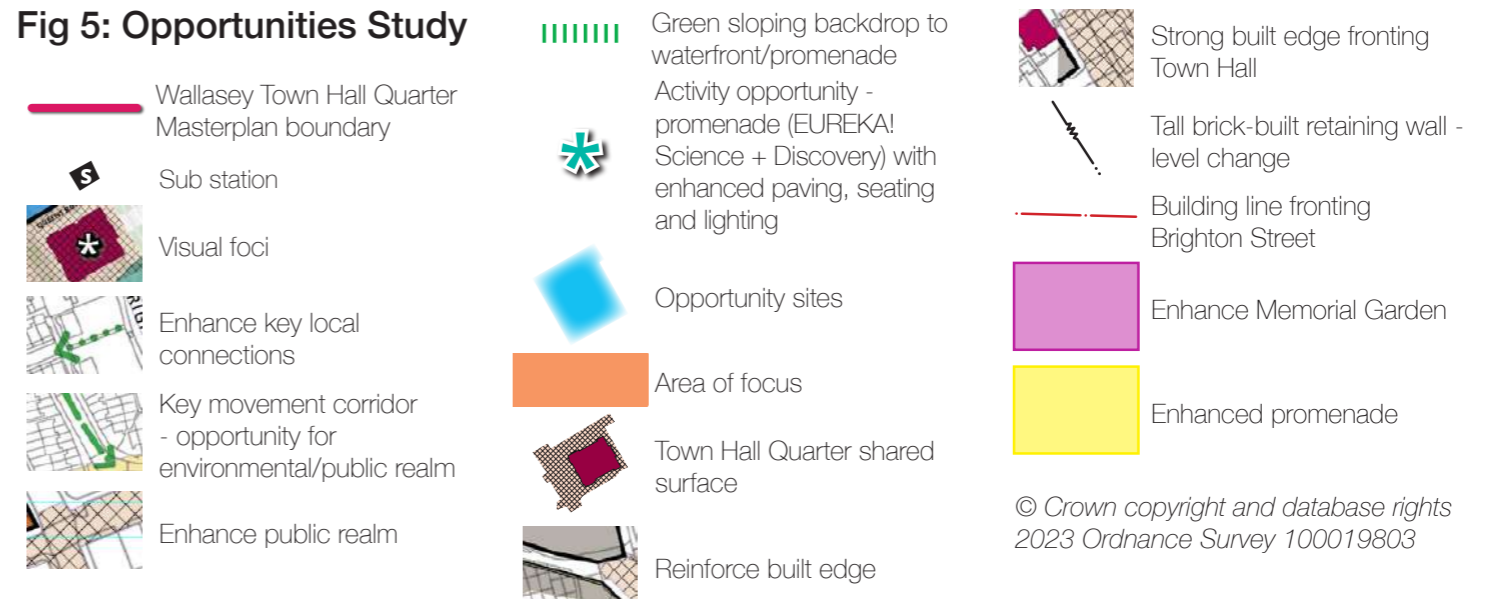 Fig 5: Opportunities Study
Wallasey Town Hall Quarter
Masterplan boundary
S
Sub station
Visual foci
Enhance key local
connections
Key movement corridor
- opportunity for
environmental/public realm
Enhance public realm
Green sloping backdrop to
waterfront/promenade
Activity opportunity -
promenade (EUREKA!
Science + Discovery) with
enhanced paving, seating
and lighting
Opportunity sites
Area of focus
Town Hall Quarter shared
surface
Reinforce built edge
Strong built edge fronting
Town Hall
Tall brick-built retaining wall -
level change
Building line fronting
Brighton Street
Enhance Memorial Garden
Enhanced promenade
© Crown copyright and database rights
2023 Ordnance Survey 100019803